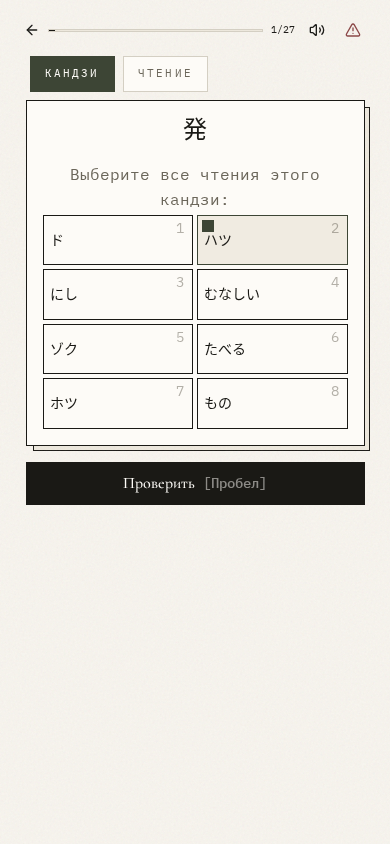 1/27
КАНДЗИ
ЧТЕНИЕ
発
Выберите все чтения этого
кандзи:
ド 1
ハツ 2
にし 3
むなしい 4
ゾク 5
たべる 6
ホツ 7
もの 8
Проверить [Пробел]